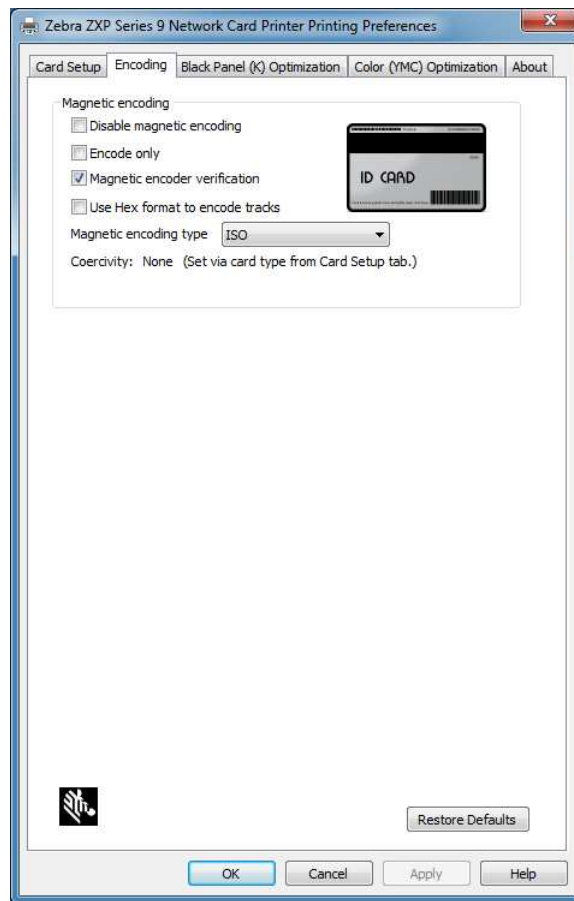 Zebra ZXP Series 9 Network Card Printer Printing Preferences
Card Setup Encoding Black Panel (K) Optimization Color (YMC) Optimization About
Magnetic encoding
Disable magnetic encoding
Encode only
Magnetic encoder verification
Use Hex format to encode tracks
ID CARD
Magnetic encoding type ISO
Coercivity: None (Set via card type from Card Setup tab.)
Restore Defaults
OK Cancel Apply Help